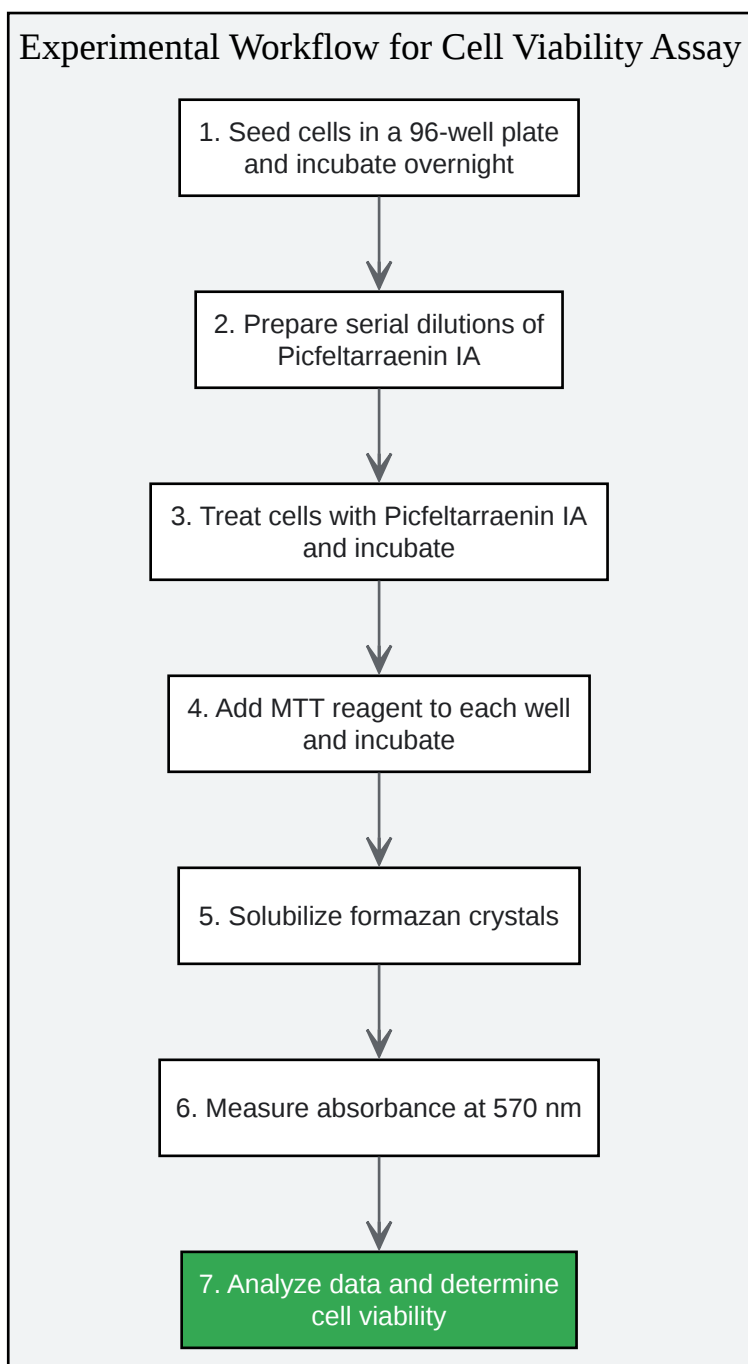 Experimental Workflow for Cell Viability Assay
1. Seed cells in a 96-well plate
and incubate overnight
2. Prepare serial dilutions of
Picfeltarraenin IA
3. Treat cells with Picfeltarraenin IA
and incubate
4. Add MTT reagent to each well
and incubate
5. Solubilize formazan crystals
6. Measure absorbance at 570 nm
7. Analyze data and determine
cell viability